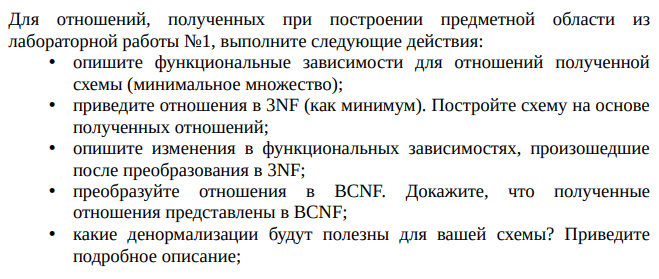 Для отношений, полученных при построении предметной области из
лабораторной работы №1, выполните следующие действия:
• опишите функциональные зависимости для отношений полученной
схемы (минимальное множество);
• приведите отношения в 3NF (как минимум). Постройте схему на основе
полученных отношений;
• опишите изменения в функциональных зависимостях, произошедшие
после преобразования в 3NF;
• преобразуйте отношения в BCNF. Докажите, что полученные
отношения представлены в BCNF;
• какие денормализации будут полезны для вашей схемы? Приведите
подробное описание;